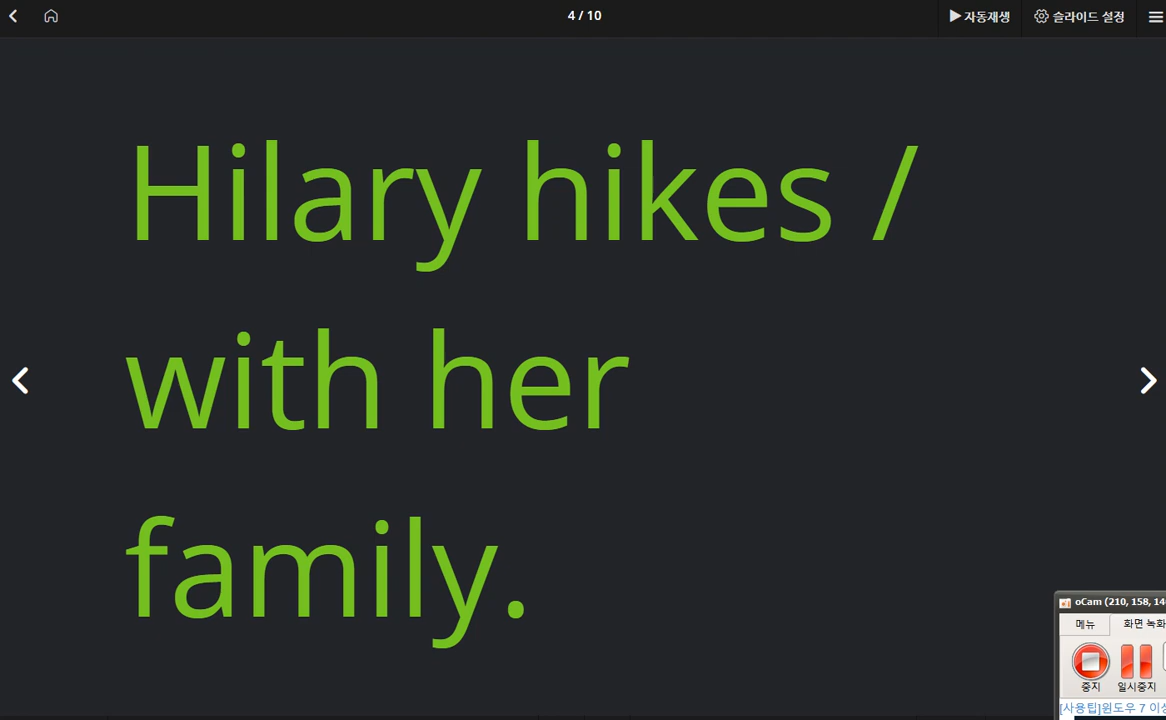 4 / 10
▶ 자동재생
슬라이드 설정
Hilary hikes /
with her
family.
oCam (210, 158, 14
메뉴
화면 녹화
중지
일시중지
[사용팁]윈도우 7 이상